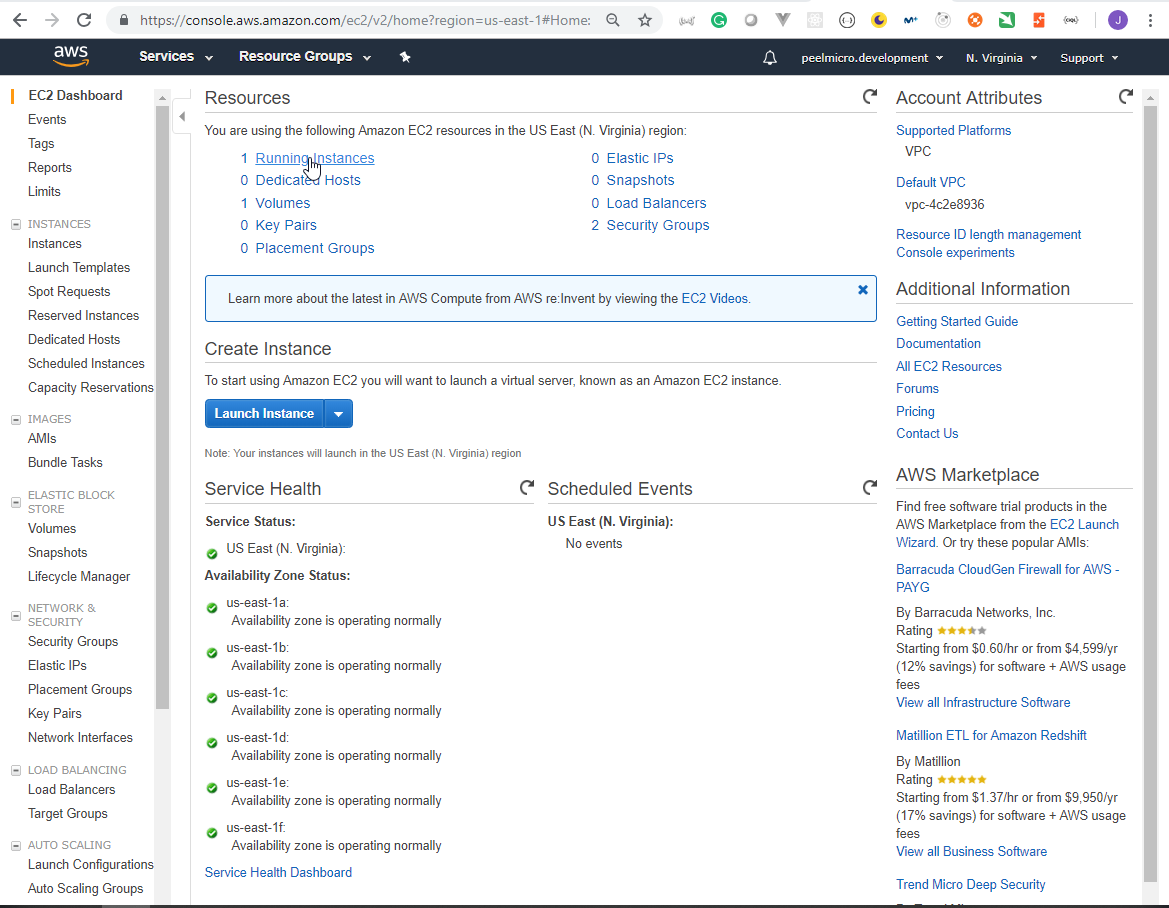 https://console.aws.amazon.com/ec2/v2/home?region=us-east-1#Home:
J
aws
Services
Resource Groups
peelmicro.development
N. Virginia
Support
EC2 Dashboard
Events
Tags
Reports
Limits
INSTANCES
Instances
Launch Templates
Spot Requests
Reserved Instances
Dedicated Hosts
Scheduled Instances
Capacity Reservations
IMAGES
AMIs
Bundle Tasks
ELASTIC BLOCK
STORE
Volumes
Snapshots
Lifecycle Manager
NETWORK &
SECURITY
Security Groups
Elastic IPs
Placement Groups
Key Pairs
Network Interfaces
LOAD BALANCING
Load Balancers
Target Groups
AUTO SCALING
Launch Configurations
Auto Scaling Groups
Resources
You are using the following Amazon EC2 resources in the US East (N. Virginia) region:
1 Running Instances
0 Dedicated Hosts
1 Volumes
0 Key Pairs
0 Placement Groups
0 Elastic IPs
0 Snapshots
0 Load Balancers
2 Security Groups
Learn more about the latest in AWS Compute from AWS re:Invent by viewing the EC2 Videos.
Create Instance
To start using Amazon EC2 you will want to launch a virtual server, known as an Amazon EC2 instance.
Launch Instance
Note: Your instances will launch in the US East (N. Virginia) region
Service Health
Service Status:
US East (N. Virginia):
Availability Zone Status:
us-east-1a:
Availability zone is operating normally
us-east-1b:
Availability zone is operating normally
us-east-1c:
Availability zone is operating normally
us-east-1d:
Availability zone is operating normally
us-east-1e:
Availability zone is operating normally
us-east-1f:
Availability zone is operating normally
Service Health Dashboard
Scheduled Events
US East (N. Virginia):
No events
Account Attributes
Supported Platforms
VPC
Default VPC
vpc-4c2e8936
Resource ID length management
Console experiments
Additional Information
Getting Started Guide
Documentation
All EC2 Resources
Forums
Pricing
Contact Us
AWS Marketplace
Find free software trial products in the
AWS Marketplace from the EC2 Launch
Wizard. Or try these popular AMIs:
Barracuda CloudGen Firewall for AWS -
PAYG
By Barracuda Networks, Inc.
Rating
Starting from $0.60/hr or from $4,599/yr
(12% savings) for software + AWS usage
fees
View all Infrastructure Software
Matillion ETL for Amazon Redshift
By Matillion
Rating
Starting from $1.37/hr or from $9,950/yr
(17% savings) for software + AWS usage
fees
View all Business Software
Trend Micro Deep Security